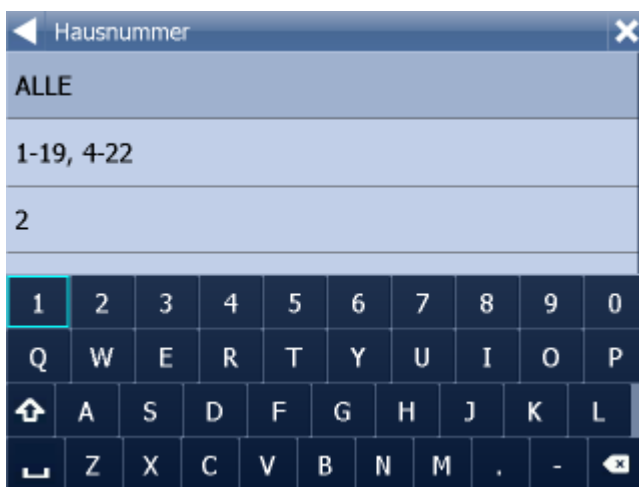 Hausnummer
ALLE
1-19, 4-22
2
1 2 3 4 5 6 7 8 9 0
Q W E R T Y U I O P
A S D F G H J K L
Z X C V B N M . -